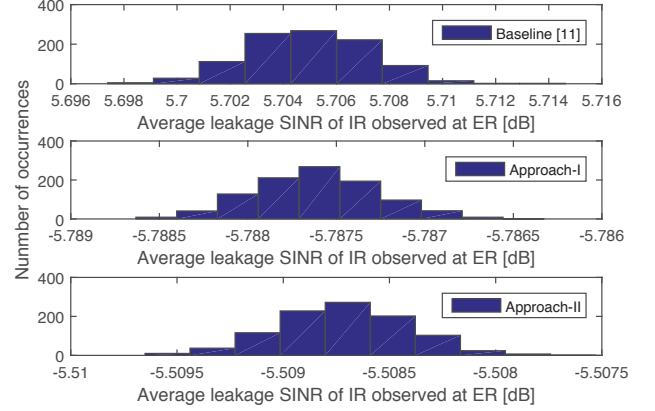 400
200
0
5.696 5.698 5.7 5.702 5.704 5.706 5.708 5.71 5.712 5.714 5.716
Baseline [11]
Average leakage SINR of IR observed at ER [dB]
Nunmber of occurrences
400
200
0
-5.789 -5.7885 -5.788 -5.7875 -5.787 -5.7865 -5.786
Approach-I
Average leakage SINR of IR observed at ER [dB]
400
200
0
-5.51 -5.5095 -5.509 -5.5085 -5.508 -5.5075
Approach-II
Average leakage SINR of IR observed at ER [dB]